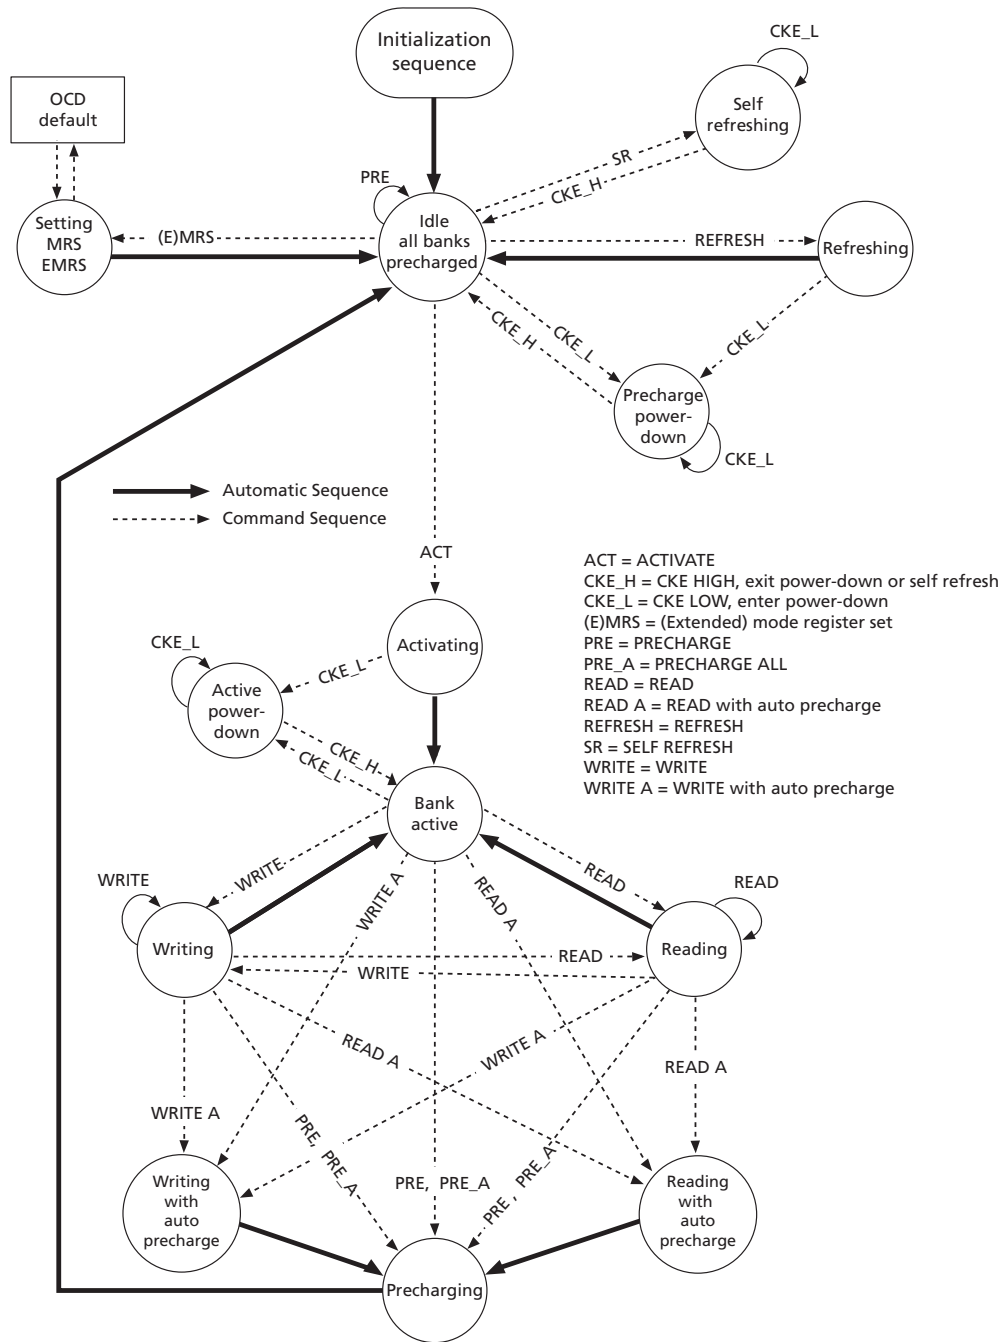 Initialization
sequence
CKE_L
OCD
default
Self
refreshing
SR
CKE_H
PRE
Setting
MRS
EMRS
(E)MRS
Idle
all banks
precharged
REFRESH
Refreshing
CKE_L
CKE_H
CKE_L
Precharge
power-
down
CKE_L
Automatic Sequence
Command Sequence
ACT
ACT = ACTIVATE
CKE_H = CKE HIGH, exit power-down or self refresh
CKE_L = CKE LOW, enter power-down
(E)MRS = (Extended) mode register set
PRE = PRECHARGE
PRE_A = PRECHARGE ALL
READ = READ
READ A = READ with auto precharge
REFRESH = REFRESH
SR = SELF REFRESH
WRITE = WRITE
WRITE A = WRITE with auto precharge
Activating
CKE_L
CKE_L
Active
power-
down
CKE_H
CKE_L
Bank
active
WRITE
WRITE
WRITE A
READ A
READ
READ
Writing
READ
WRITE
Reading
READ A
WRITE A
READ A
WRITE A
PRE, PRE_A
PRE, PRE_A
PRE, PRE_A
Writing
with
auto
precharge
Reading
with
auto
precharge
Precharging